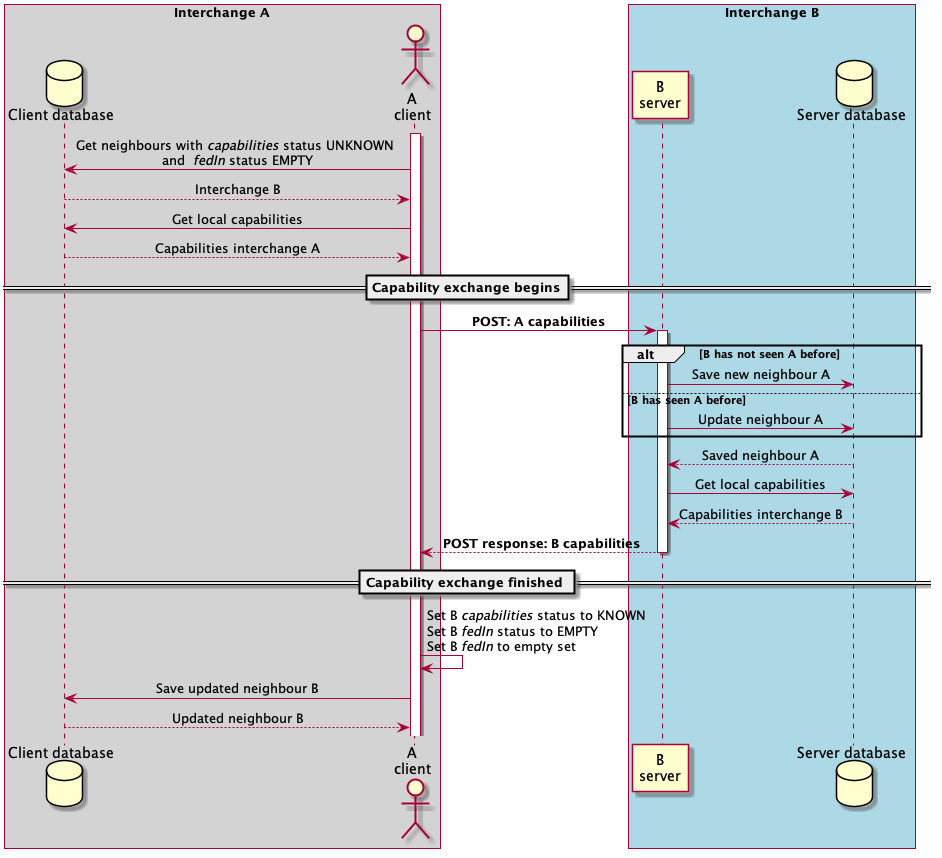 Interchange A
Interchange B
Client database
A
client
B
server
Server database
Get neighbours with capabilities status UNKNOWN
and fedIn status EMPTY
Interchange B
Get local capabilities
Capabilities interchange A
Capability exchange begins
POST: A capabilities
alt
[B has not seen A before]
Save new neighbour A
[B has seen A before]
Update neighbour A
Saved neighbour A
Get local capabilities
Capabilities interchange B
POST response: B capabilities
Capability exchange finished
Set B capabilities status to KNOWN
Set B fedIn status to EMPTY
Set B fedIn to empty set
Save updated neighbour B
Updated neighbour B
Client database
A
client
B
server
Server database